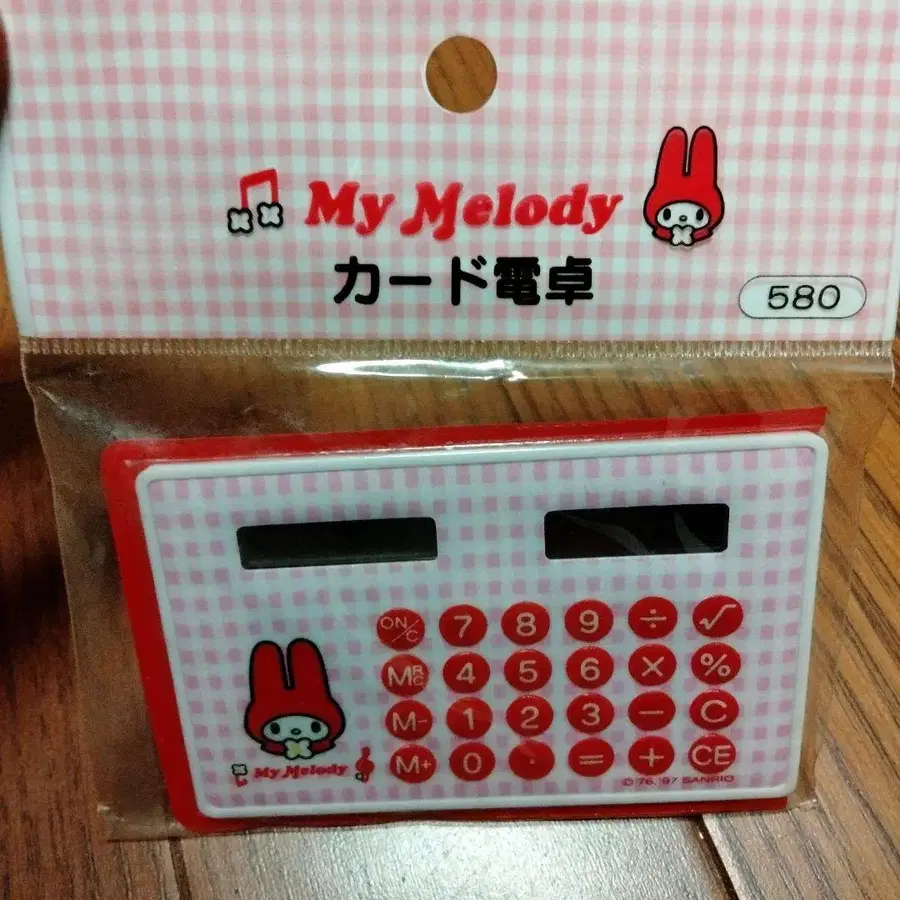 My Melody
カード電卓
580
ON/C 7 8 9 ÷ √
MRC 4 5 6 × %
M- 1 2 3 − C
M+ 0 · = + CE
My Melody
©'76,'97 SANRIO